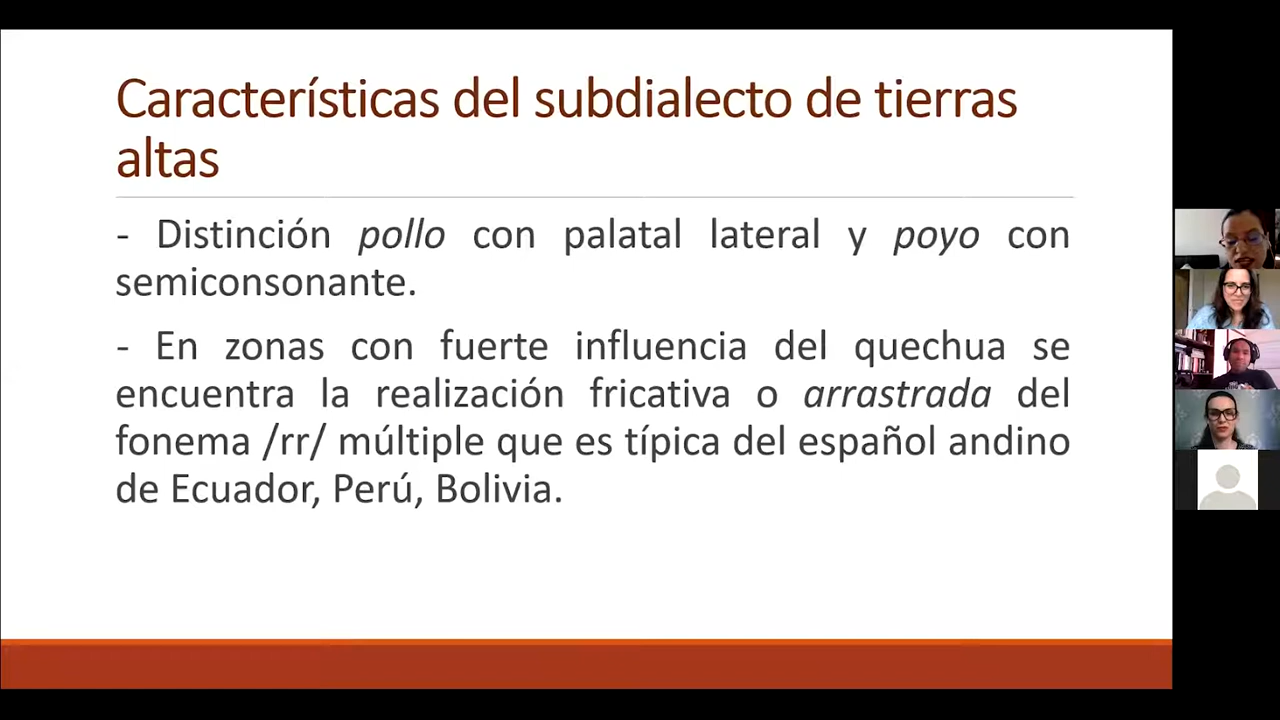 Características del subdialecto de tierras
altas
- Distinción pollo con palatal lateral y poyo con
semiconsonante.
- En zonas con fuerte influencia del quechua se
encuentra la realización fricativa o arrastrada del
fonema /rr/ múltiple que es típica del español andino
de Ecuador, Perú, Bolivia.